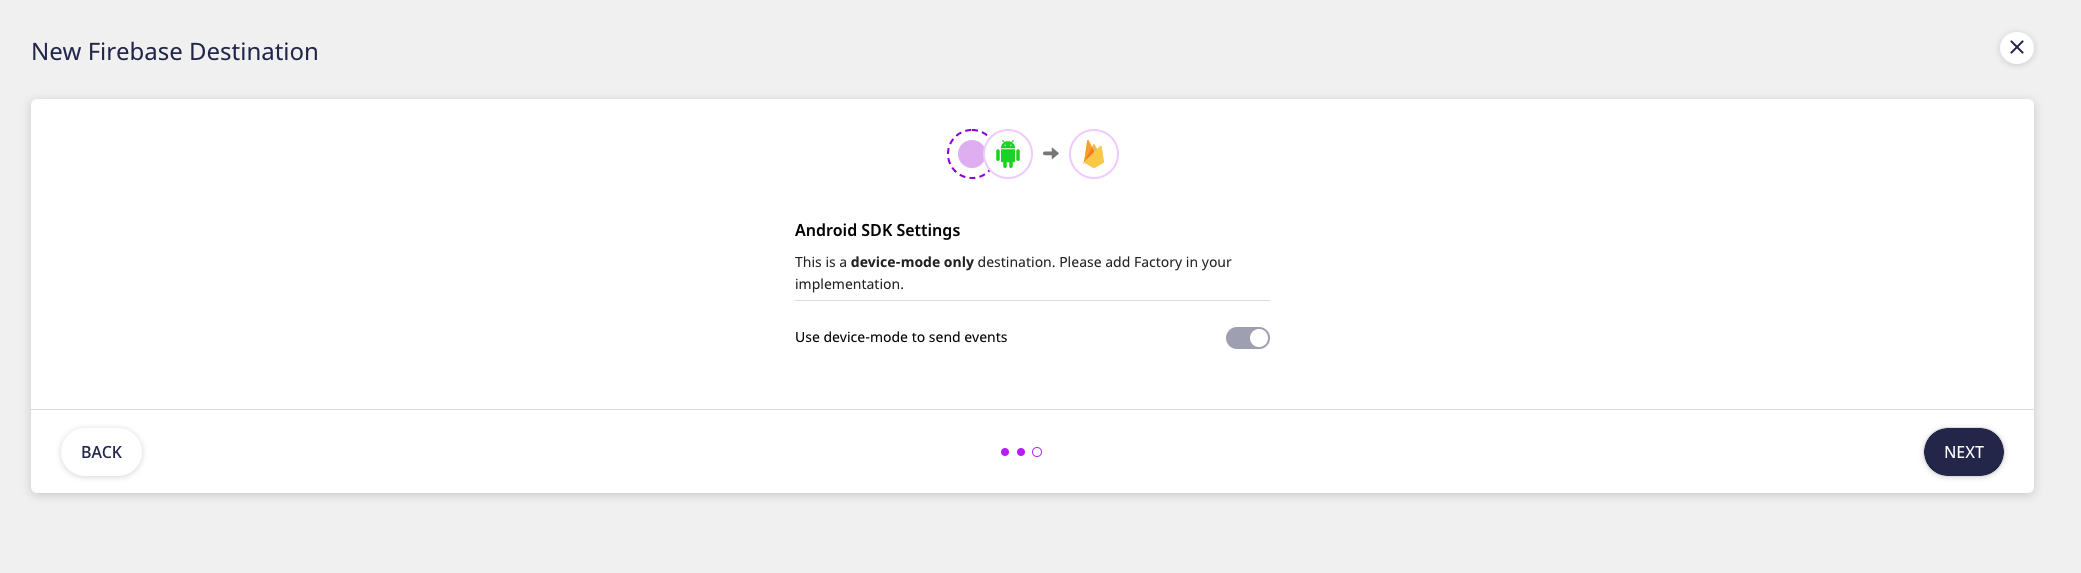 New Firebase Destination
Android SDK Settings
This is a device-mode only destination. Please add Factory in your
implementation.
Use device-mode to send events
BACK
NEXT